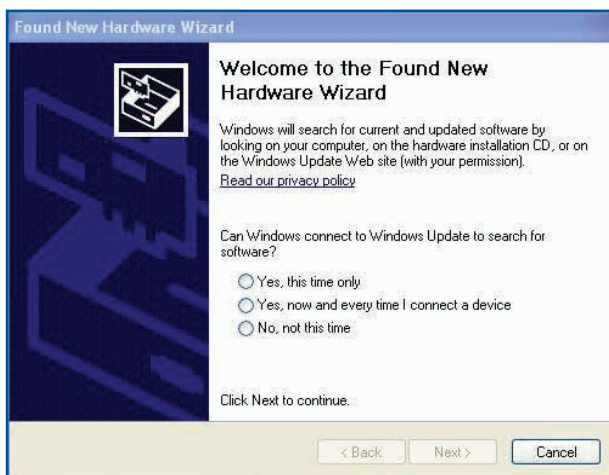 Found New Hardware Wizard
Welcome to the Found New
Hardware Wizard
Windows will search for current and updated software by
looking on your computer, on the hardware installation CD, or on
the Windows Update Web site (with your permission).
Read our privacy policy
Can Windows connect to Windows Update to search for
software?
Yes, this time only
Yes, now and every time I connect a device
No, not this time
Click Next to continue.
< Back
Next >
Cancel